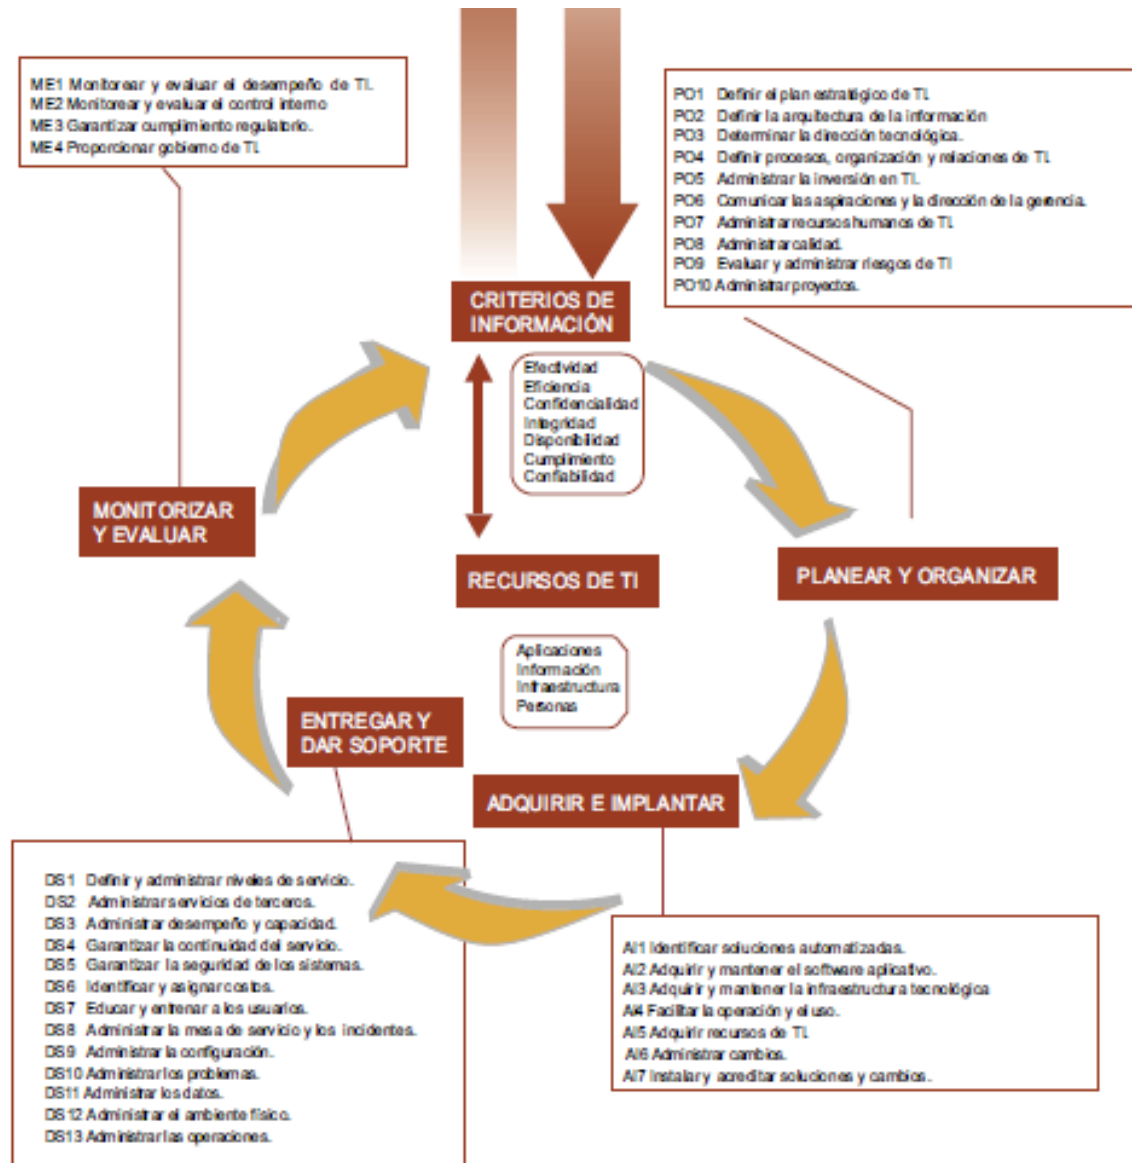 ME1 Monitorear y evaluar el desempeño de TI.
ME2 Monitorear y evaluar el control interno
ME3 Garantizar cumplimiento regulatorio.
ME4 Proporcionar gobierno de TI.
PO1 Definir el plan estratégico de TI.
PO2 Definir la arquitectura de la información
PO3 Determinar la dirección tecnológica.
PO4 Definir procesos, organización y relaciones de TI.
PO5 Administrar la inversión en TI.
PO6 Comunicar las aspiraciones y la dirección de la gerencia.
PO7 Administrar recursos humanos de TI.
PO8 Administrar calidad.
PO9 Evaluar y administrar riesgos de TI
PO10 Administrar proyectos.
CRITERIOS DE
INFORMACIÓN
Efectividad
Eficiencia
Confidencialidad
Integridad
Disponibilidad
Cumplimiento
Confiabilidad
MONITORIZAR
Y EVALUAR
RECURSOS DE TI
PLANEAR Y ORGANIZAR
Aplicaciones
Información
Infraestructura
Personas
ENTREGAR Y
DAR SOPORTE
ADQUIRIR E IMPLANTAR
DS1 Definir y administrar niveles de servicio.
DS2 Administrar servicios de terceros.
DS3 Administrar desempeño y capacidad.
DS4 Garantizar la continuidad del servicio.
DS5 Garantizar la seguridad de los sistemas.
DS6 Identificar y asignar costos.
DS7 Educar y entrenar a los usuarios.
DS8 Administrar la mesa de servicio y los incidentes.
DS9 Administrar la configuración.
DS10 Administrar los problemas.
DS11 Administrar los datos.
DS12 Administrar el ambiente físico.
DS13 Administrar las operaciones.
AI1 Identificar soluciones automatizadas.
AI2 Adquirir y mantener el software aplicativo.
AI3 Adquirir y mantener la infraestructura tecnológica
AI4 Facilitar la operación y el uso.
AI5 Adquirir recursos de TI.
AI6 Administrar cambios.
AI7 Instalar y acreditar soluciones y cambios.